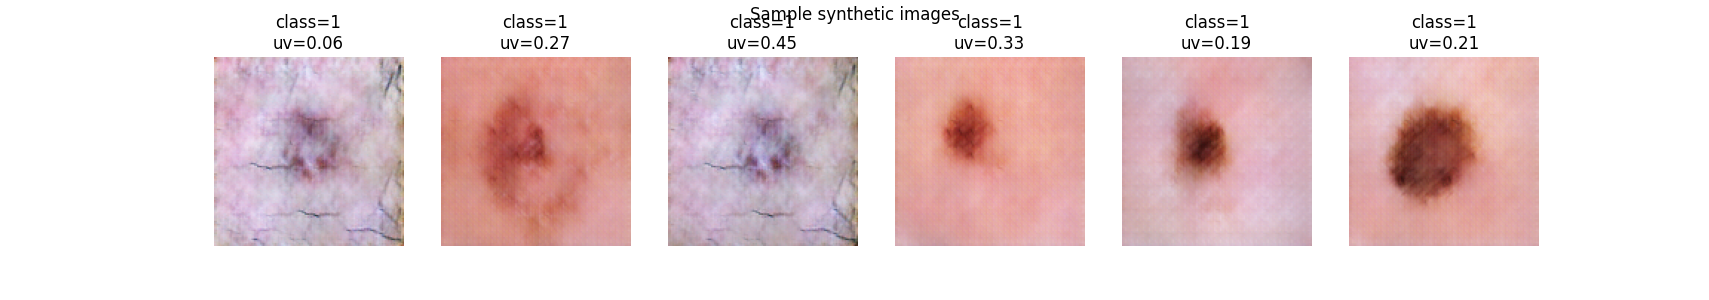 Sample synthetic images
class=1
uv=0.06
class=1
uv=0.27
class=1
uv=0.45
class=1
uv=0.33
class=1
uv=0.19
class=1
uv=0.21